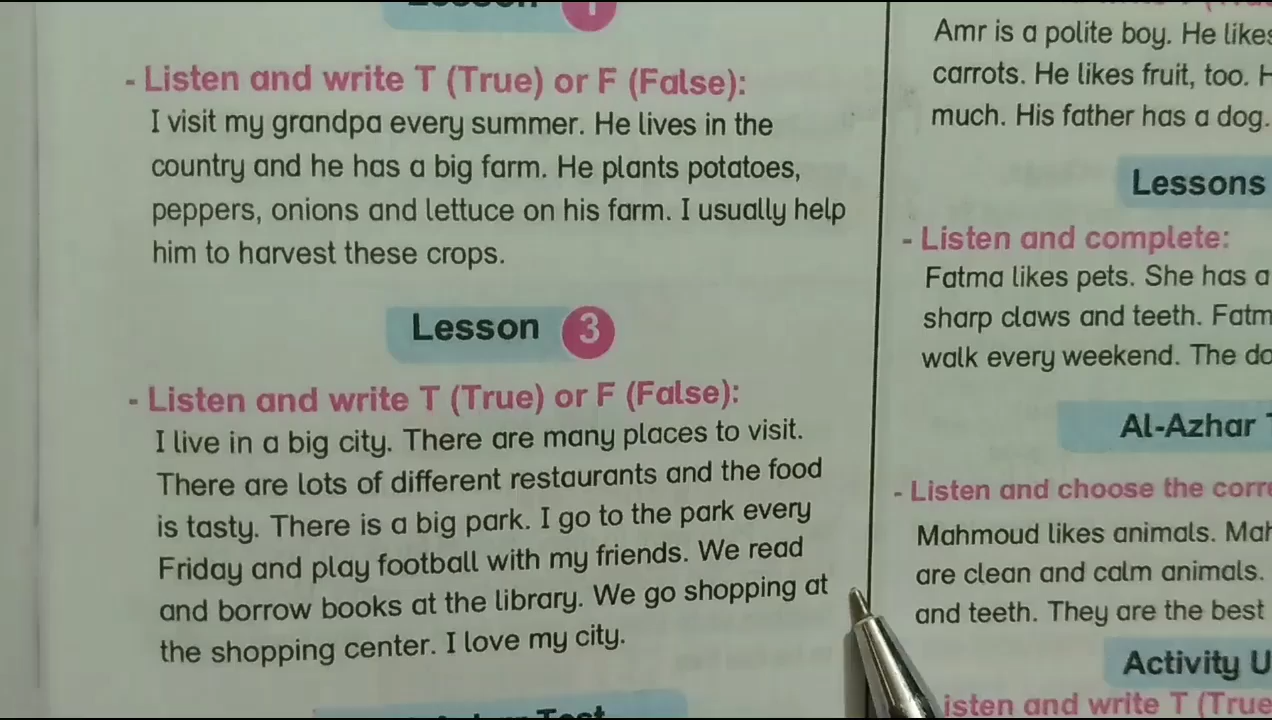 Lesson 1
- Listen and write T (True) or F (False):
I visit my grandpa every summer. He lives in the
country and he has a big farm. He plants potatoes,
peppers, onions and lettuce on his farm. I usually help
him to harvest these crops.
Lesson 3
- Listen and write T (True) or F (False):
I live in a big city. There are many places to visit.
There are lots of different restaurants and the food
is tasty. There is a big park. I go to the park every
Friday and play football with my friends. We read
and borrow books at the library. We go shopping at
the shopping center. I love my city.
Test
Amr is a polite boy. He likes
carrots. He likes fruit, too.
much. His father has a dog.
Lessons
- Listen and complete:
Fatma likes pets. She has a
sharp claws and teeth.
walk every weekend. The
Al-Azhar
- Listen and choose the
Mahmoud likes animals.
are clean and calm animals.
and teeth. They are the best
Activity
isten and write T (True